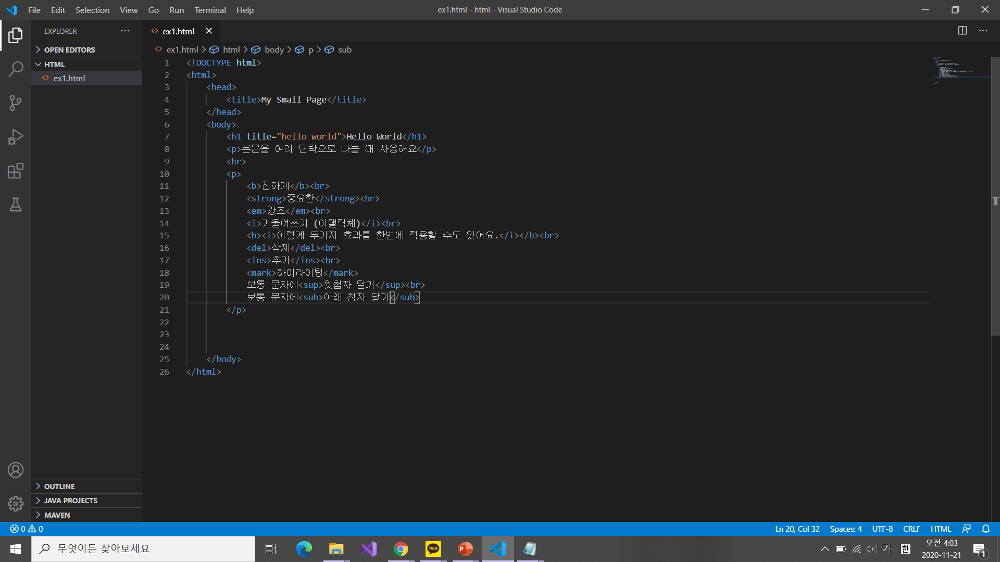 File Edit Selection View Go Run Terminal Help
ex1.html - html - Visual Studio Code
EXPLORER
OPEN EDITORS
HTML
ex1.html
OUTLINE
JAVA PROJECTS
MAVEN
ex1.html
ex1.html > html > body > p > sub
1 <!DOCTYPE html>
2 <html>
3 <head>
4 <title>My Small Page</title>
5 </head>
6 <body>
7 <h1 title="hello world">Hello World</h1>
8 <p>본문을 여러 단락으로 나눌 때 사용해요</p>
9 <hr>
10 <p>
11 <b>진하게</b><br>
12 <strong>중요한</strong><br>
13 <em>강조</em><br>
14 <i>기울여쓰기 (이탤릭체)</i><br>
15 <b><i>이렇게 두가지 효과를 한번에 적용할 수도 있어요.</i></b><br>
16 <del>삭제</del><br>
17 <ins>추가</ins><br>
18 <mark>하이라이팅</mark>
19 보통 문자에<sup>윗첨자 달기</sup><br>
20 보통 문자에<sub>아래 첨자 달기</sub>
21 </p>
22
23
24
25 </body>
26 </html>
0 0
Ln 20, Col 32 Spaces: 4 UTF-8 CRLF HTML
무엇이든 찾아보세요
TALK
P
가
한
오전 4:03
2020-11-21
1